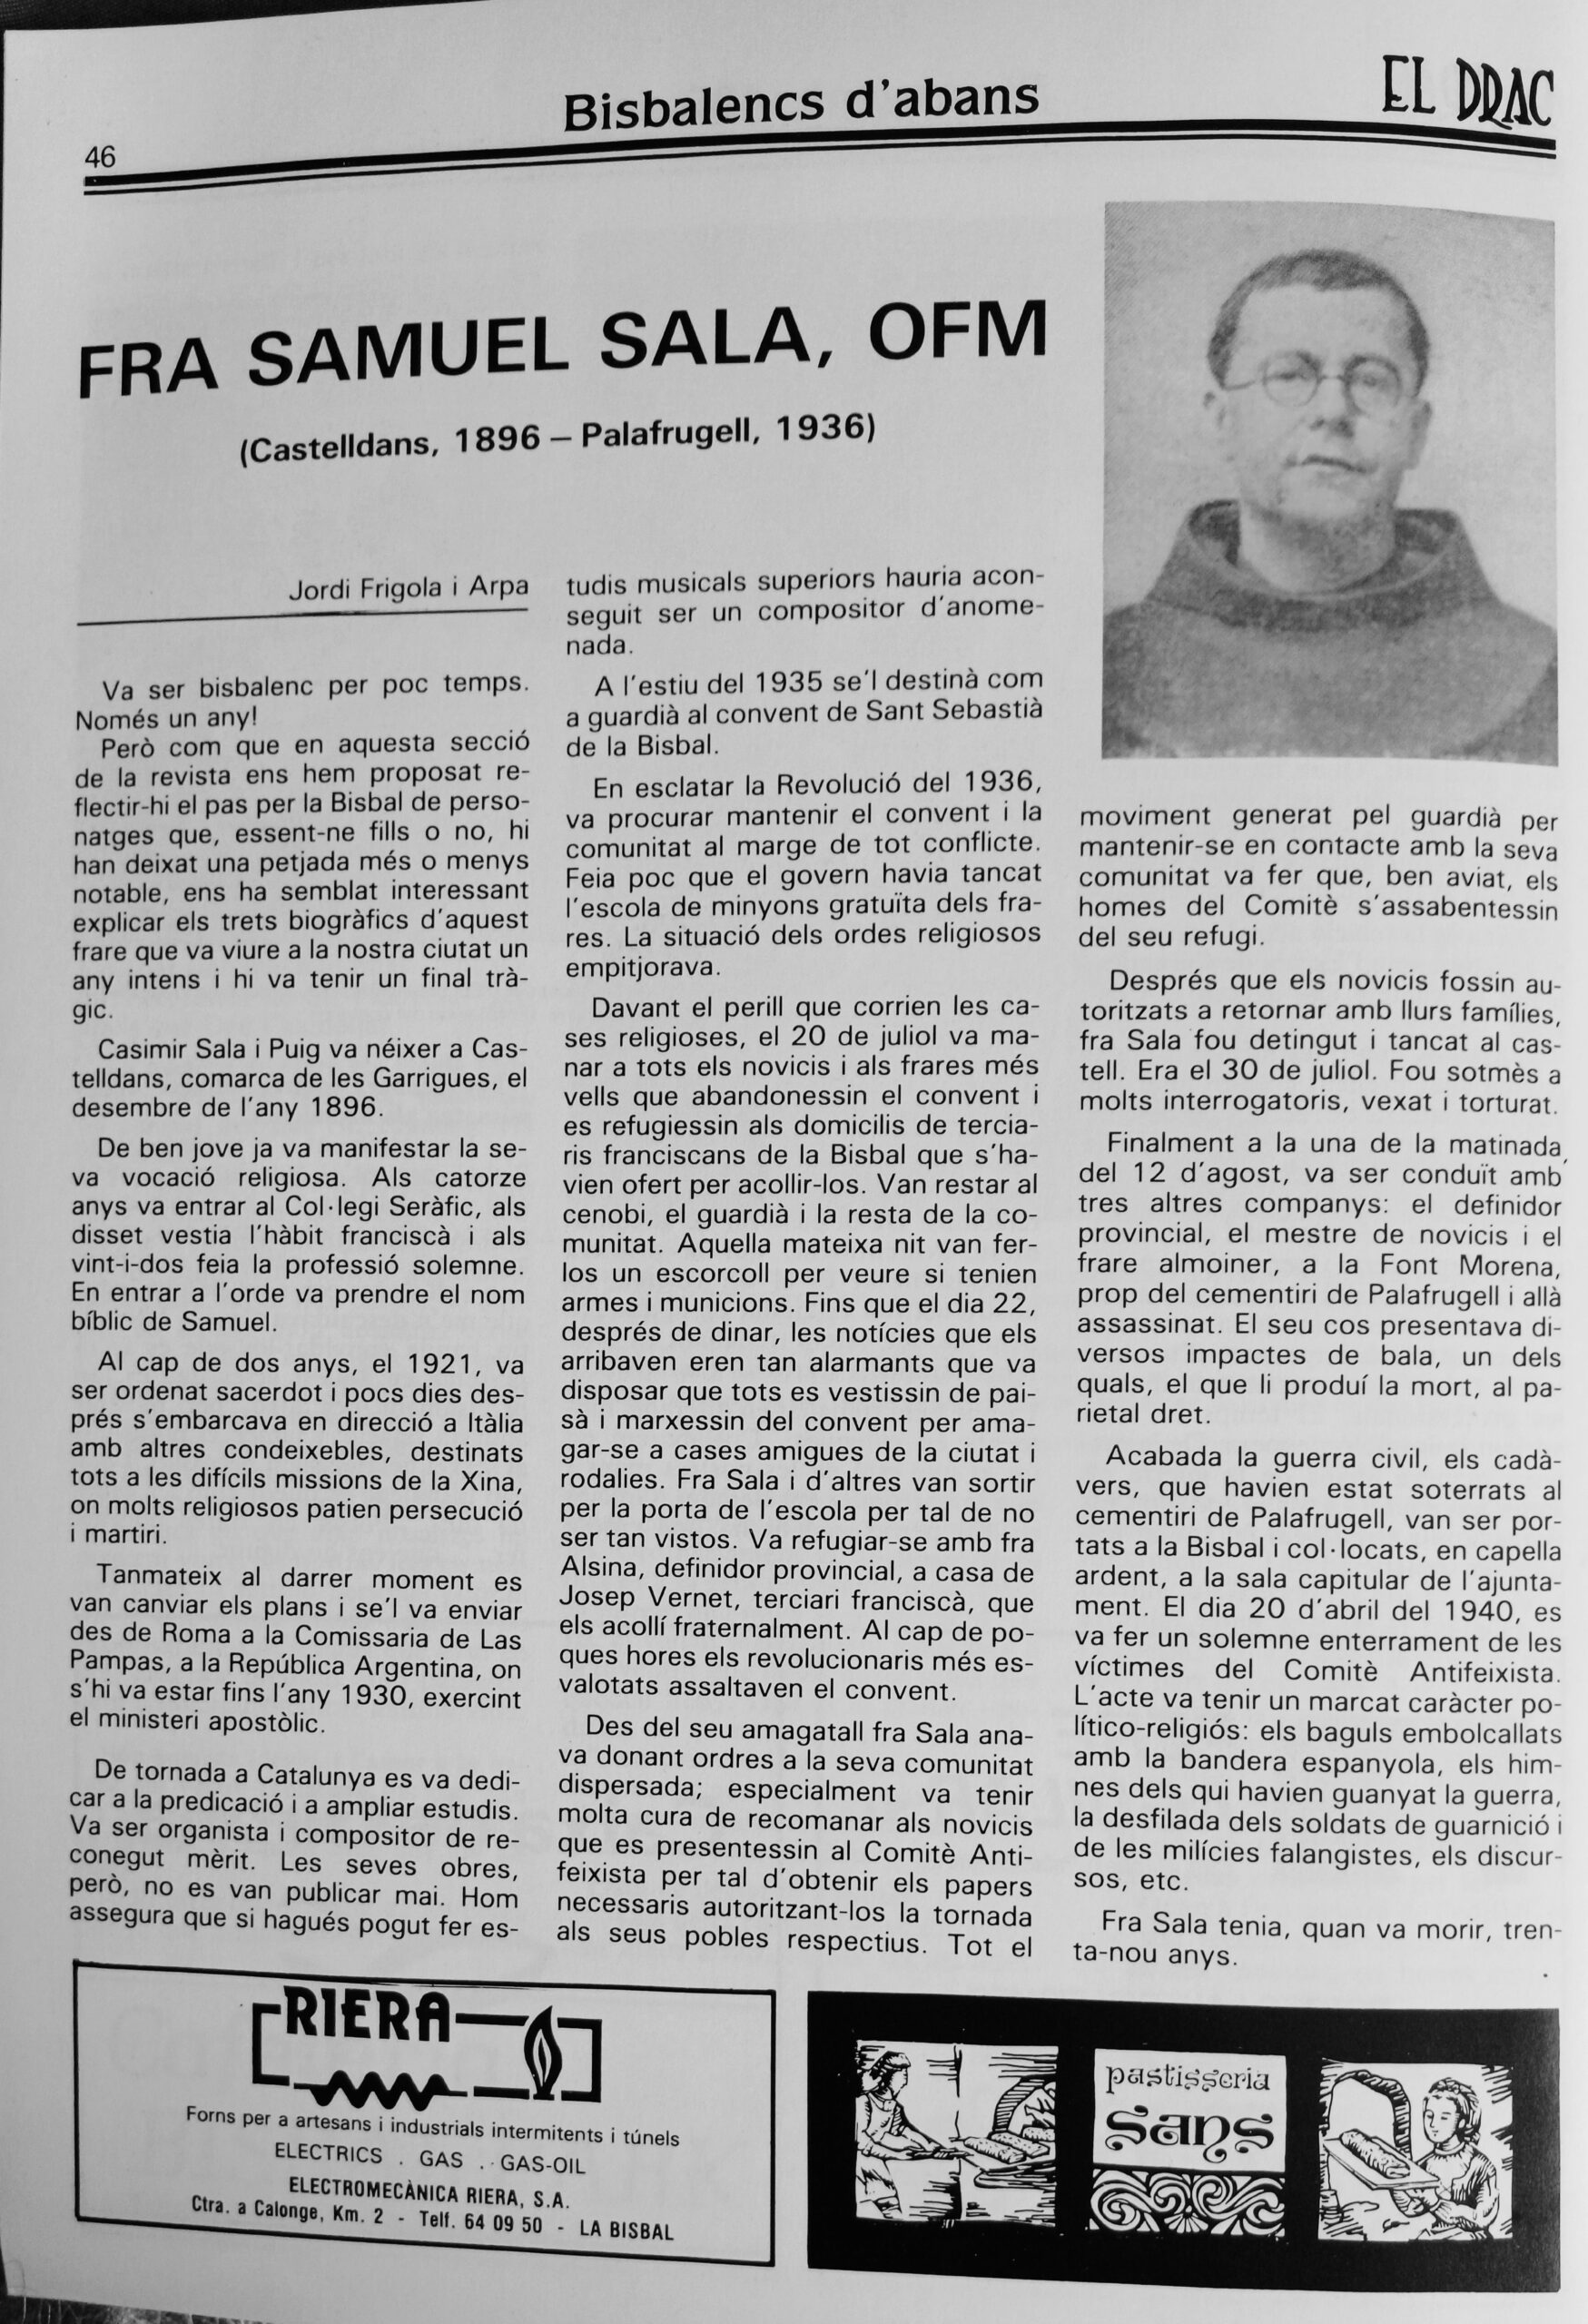 46
Bisbalencs d'abans
EL DRAC
FRA SAMUEL SALA, OFM
(Castelldans, 1896 – Palafrugell, 1936)
Jordi Frigola i Arpa
Va ser bisbalenc per poc temps.
Només un any!
Però com que en aquesta secció
de la revista ens hem proposat re-
flectir-hi el pas per la Bisbal de perso-
natges que, essent-ne fills o no, hi
han deixat una petjada més o menys
notable, ens ha semblat interessant
explicar els trets biogràfics d'aquest
frare que va viure a la nostra ciutat un
any intens i hi va tenir un final trà-
gic.
Casimir Sala i Puig va néixer a Cas-
telldans, comarca de les Garrigues, el
desembre de l'any 1896.
De ben jove ja va manifestar la se-
va vocació religiosa. Als catorze
anys va entrar al Col·legi Seràfic, als
disset vestia l'hàbit franciscà i als
vint-i-dos feia la professió solemne.
En entrar a l'orde va prendre el nom
bíblic de Samuel.
Al cap de dos anys, el 1921, va
ser ordenat sacerdot i pocs dies des-
prés s'embarcava en direcció a Itàlia
amb altres condeixebles, destinats
tots a les difícils missions de la Xina,
on molts religiosos patien persecució
i martiri.
Tanmateix al darrer moment es
van canviar els plans i se'l va enviar
des de Roma a la Comissaria de Las
Pampas, a la República Argentina, on
s'hi va estar fins l'any 1930, exercint
el ministeri apostòlic.
De tornada a Catalunya es va dedi-
car a la predicació i a ampliar estudis.
Va ser organista i compositor de re-
conegut mèrit. Les seves obres,
però, no es van publicar mai. Hom
assegura que si hagués pogut fer es-
tudis musicals superiors hauria acon-
seguit ser un compositor d'anome-
nada.
A l'estiu del 1935 se'l destinà com
a guardià al convent de Sant Sebastià
de la Bisbal.
En esclatar la Revolució del 1936,
va procurar mantenir el convent i la
comunitat al marge de tot conflicte.
Feia poc que el govern havia tancat
l'escola de minyons gratuïta dels fra-
res. La situació dels ordes religiosos
empitjorava.
Davant el perill que corrien les ca-
ses religioses, el 20 de juliol va ma-
nar a tots els novicis i als frares més
vells que abandonessin el convent i
es refugiessin als domicilis de tercia-
ris franciscans de la Bisbal que s'ha-
vien ofert per acollir-los. Van restar al
cenobi, el guardià i la resta de la co-
munitat. Aquella mateixa nit van fer-
los un escorcoll per veure si tenien
armes i municions. Fins que el dia 22,
després de dinar, les notícies que els
arribaven eren tan alarmants que va
disposar que tots es vestissin de pai-
sà i marxessin del convent per ama-
gar-se a cases amigues de la ciutat i
rodalies. Fra Sala i d'altres van sortir
per la porta de l'escola per tal de no
ser tan vistos. Va refugiar-se amb fra
Alsina, definidor provincial, a casa de
Josep Vernet, terciari franciscà, que
els acollí fraternalment. Al cap de po-
ques hores els revolucionaris més es-
valotats assaltaven el convent.
Des del seu amagatall fra Sala ana-
va donant ordres a la seva comunitat
dispersada; especialment va tenir
molta cura de recomanar als novicis
que es presentessin al Comitè Anti-
feixista per tal d'obtenir els papers
necessaris autoritzant-los la tornada
als seus pobles respectius. Tot el
moviment generat pel guardià per
mantenir-se en contacte amb la seva
comunitat va fer que, ben aviat, els
homes del Comitè s'assabentessin
del seu refugi.
Després que els novicis fossin au-
toritzats a retornar amb llurs famílies,
fra Sala fou detingut i tancat al cas-
tell. Era el 30 de juliol. Fou sotmès a
molts interrogatoris, vexat i torturat.
Finalment a la una de la matinada,
del 12 d'agost, va ser conduït amb
tres altres companys: el definidor
provincial, el mestre de novicis i el
frare almoiner, a la Font Morena,
prop del cementiri de Palafrugell i allà
assassinat. El seu cos presentava di-
versos impactes de bala, un dels
quals, el que li produí la mort, al pa-
rietal dret.
Acabada la guerra civil, els cadà-
vers, que havien estat soterrats al
cementiri de Palafrugell, van ser por-
tats a la Bisbal i col·locats, en capella
ardent, a la sala capitular de l'ajunta-
ment. El dia 20 d'abril del 1940, es
va fer un solemne enterrament de les
víctimes del Comitè Antifeixista.
L'acte va tenir un marcat caràcter po-
lítico-religiós: els baguls embolcallats
amb la bandera espanyola, els him-
nes dels qui havien guanyat la guerra,
la desfilada dels soldats de guarnició i
de les milícies falangistes, els discur-
sos, etc.
Fra Sala tenia, quan va morir, tren-
ta-nou anys.
RIERA
Forns per a artesans i industrials intermitents i túnels
ELECTRICS . GAS . GAS-OIL
ELECTROMECÀNICA RIERA, S.A.
Ctra. a Calonge, Km. 2 - Telf. 64 09 50 - LA BISBAL
pastisseria
sans